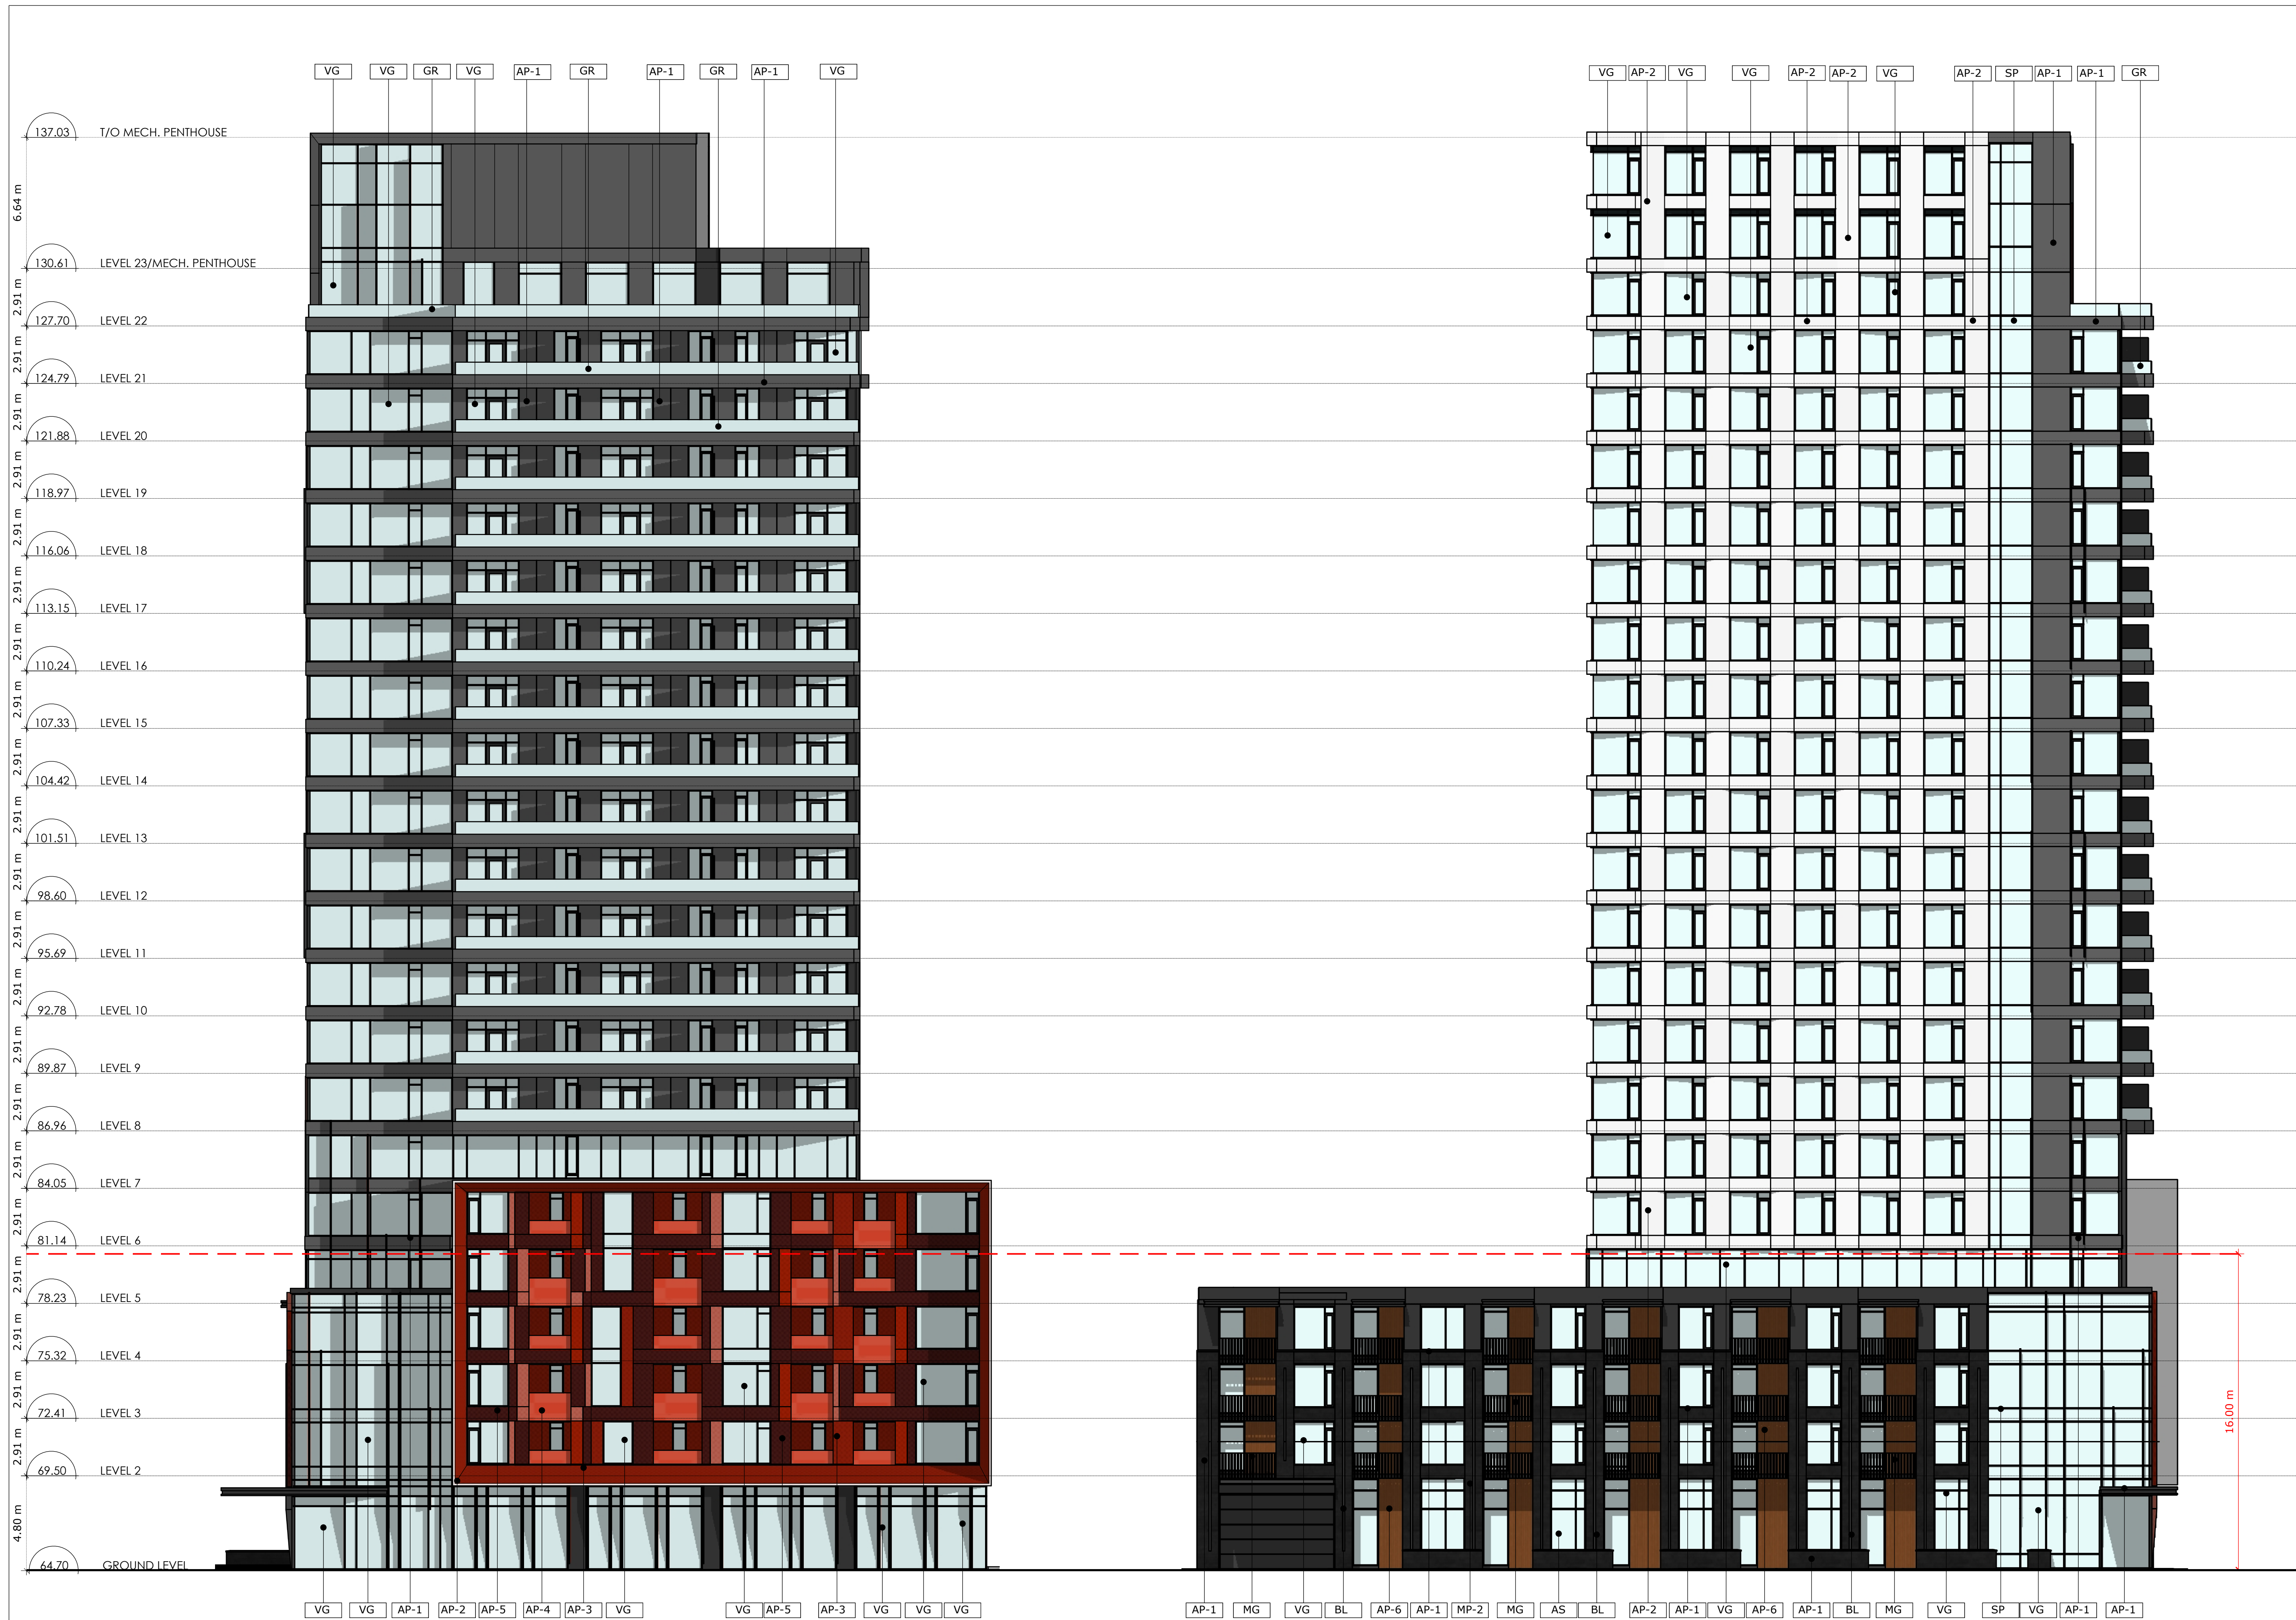 VG VG GR VG AP-1 GR AP-1 GR AP-1 VG
VG AP-2 VG VG AP-2 AP-2 VG AP-2 SP AP-1 AP-1 GR
137.03 T/O MECH. PENTHOUSE
6.64 m
130.61 LEVEL 23/MECH. PENTHOUSE
2.91 m
127.70 LEVEL 22
2.91 m
124.79 LEVEL 21
2.91 m
121.88 LEVEL 20
2.91 m
118.97 LEVEL 19
2.91 m
116.06 LEVEL 18
2.91 m
113.15 LEVEL 17
2.91 m
110.24 LEVEL 16
2.91 m
107.33 LEVEL 15
2.91 m
104.42 LEVEL 14
2.91 m
101.51 LEVEL 13
2.91 m
98.60 LEVEL 12
2.91 m
95.69 LEVEL 11
2.91 m
92.78 LEVEL 10
2.91 m
89.87 LEVEL 9
2.91 m
86.96 LEVEL 8
2.91 m
84.05 LEVEL 7
2.91 m
81.14 LEVEL 6
2.91 m
78.23 LEVEL 5
2.91 m
75.32 LEVEL 4
2.91 m
72.41 LEVEL 3
2.91 m
69.50 LEVEL 2
4.80 m
64.70 GROUND LEVEL
16.00 m
VG VG AP-1 AP-2 AP-5 AP-4 AP-3 VG VG AP-5 AP-3 VG VG VG
AP-1 MG VG BL AP-6 AP-1 MP-2 MG AS BL AP-2 AP-1 VG AP-6 AP-1 BL MG VG SP VG AP-1 AP-1